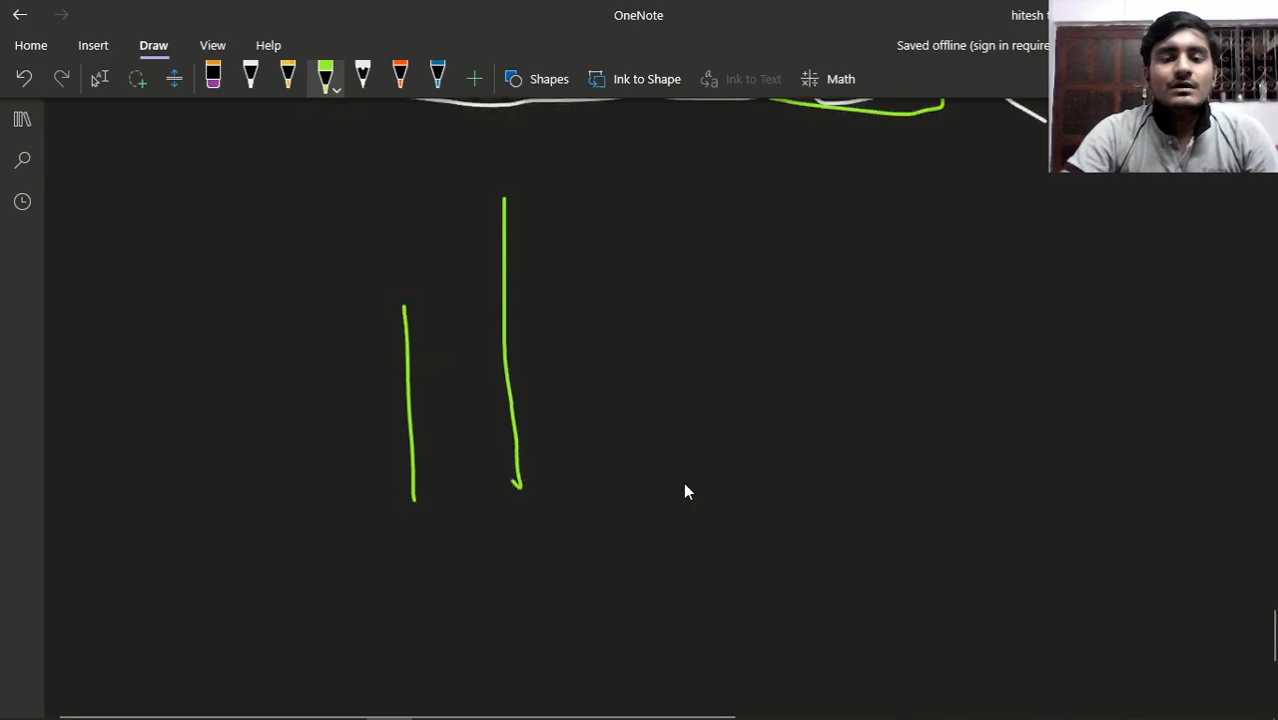 OneNote
hitesh
Home Insert Draw View Help
Saved offline (sign in require
Shapes Ink to Shape Ink to Text Math